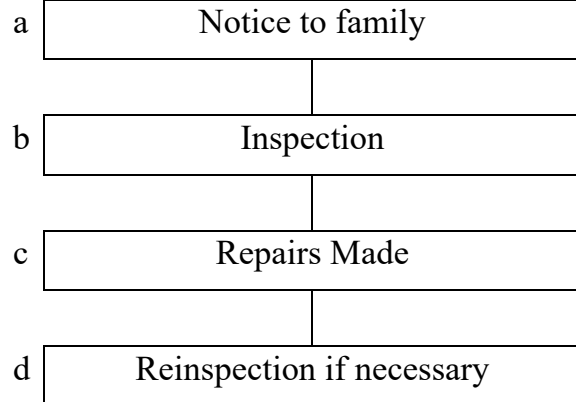 a Notice to family
b Inspection
c Repairs Made
d Reinspection if necessary